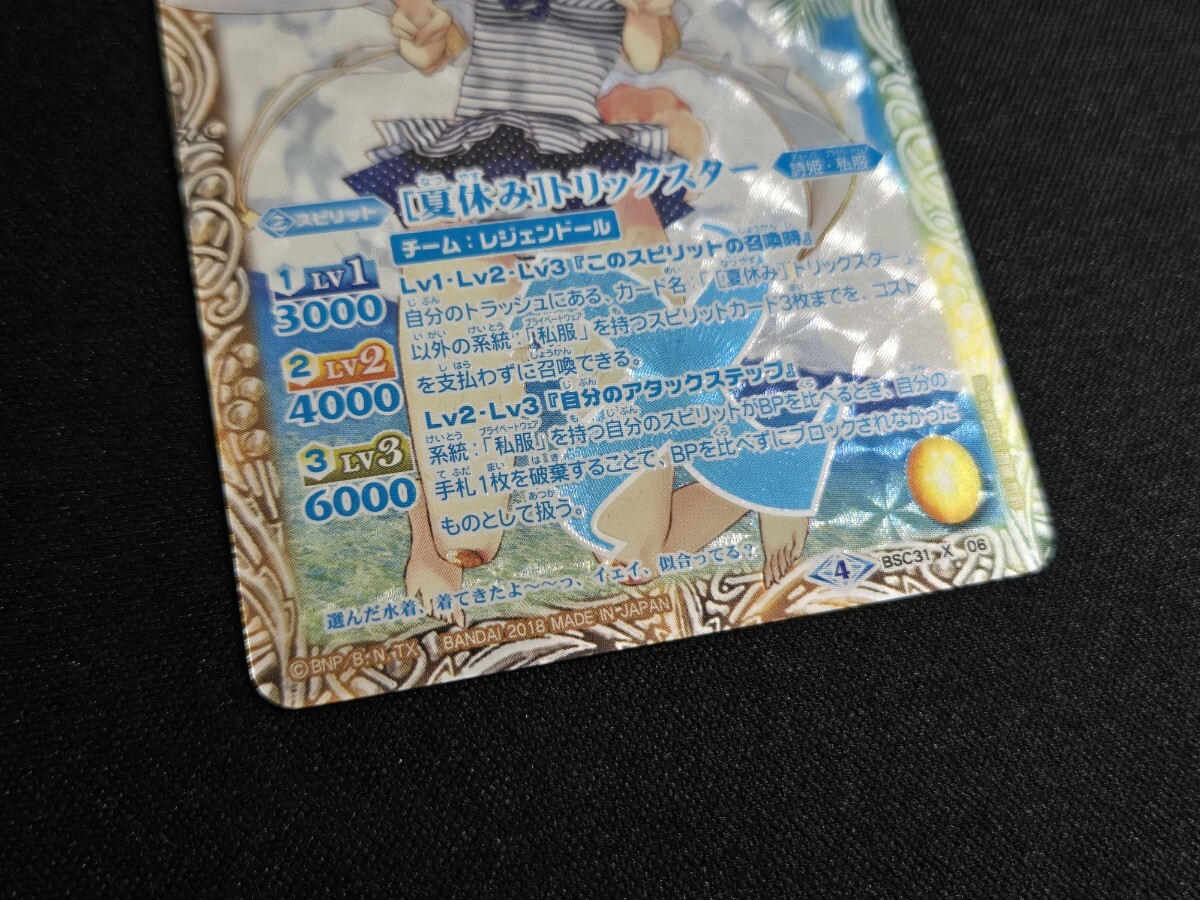 [夏休み]トリックスター
詩姫・私服
スピリット
チーム：レジェンドール
1 LV1
3000
2 LV2
4000
3 LV3
6000
Lv1・Lv2・Lv3『このスピリットの召喚時』
自分のトラッシュにある、カード名：「[夏休み]トリックスター」
以外の系統：「私服」を持つスピリットカード3枚までを、コスト
を支払わずに召喚できる。
Lv2・Lv3『自分のアタックステップ』
系統：「私服」を持つ自分のスピリットがBPを比べるとき、自分の
手札1枚を破棄することで、BPを比べずにブロックされなかった
ものとして扱う。
選んだ水着、着てきたよ〜〜っ、イェイ、似合ってる？
4
BSC31 X 06
©BNP/B・N, TX BANDAI 2018 MADE IN JAPAN